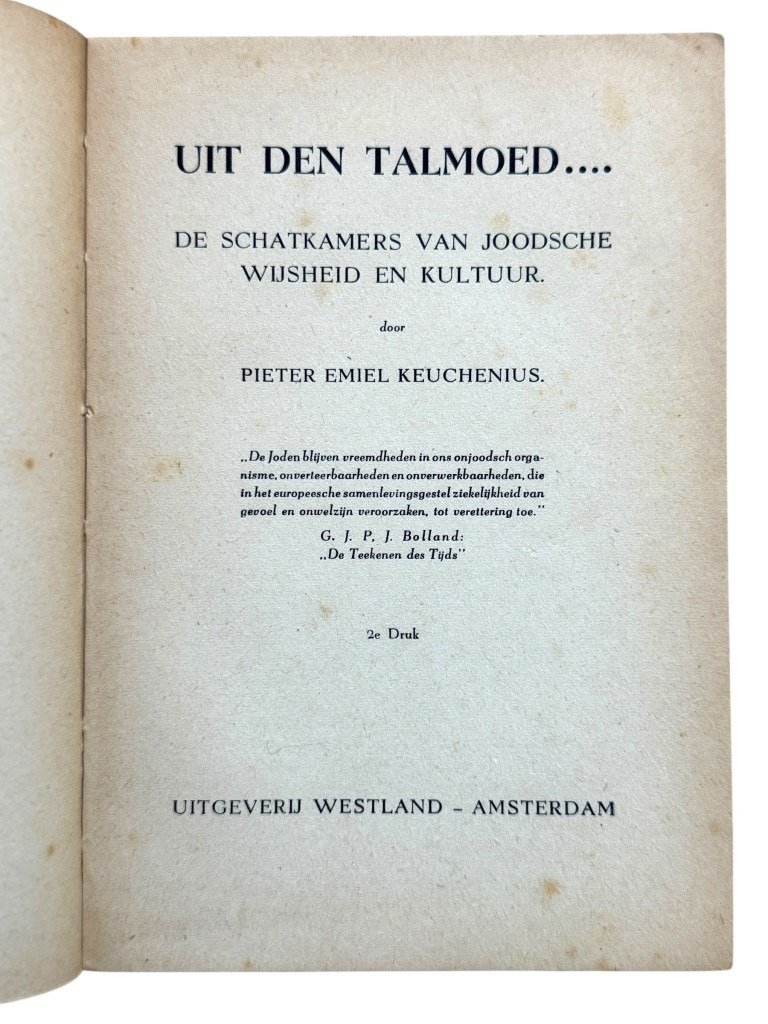 UIT DEN TALMOED....
DE SCHATKAMERS VAN JOODSCHE
WIJSHEID EN KULTUUR.
door
PIETER EMIEL KEUCHENIUS.
„De Joden blijven vreemdheden in ons onjoodsch orga-
nisme, onverteerbaarheden en onverwerkbaarheden, die
in het europeesche samenlevingsgestel ziekelijkheid van
gevoel en onwelzijn veroorzaken, tot verettering toe."
G. J. P. J. Bolland:
„De Teekenen des Tijds"
2e Druk
UITGEVERIJ WESTLAND – AMSTERDAM